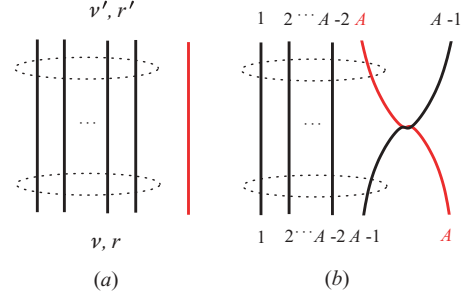 ν′, r′
...
ν, r
(a)
1 2 ... A -2 A A -1
...
1 2 ... A -2 A -1 A
(b)